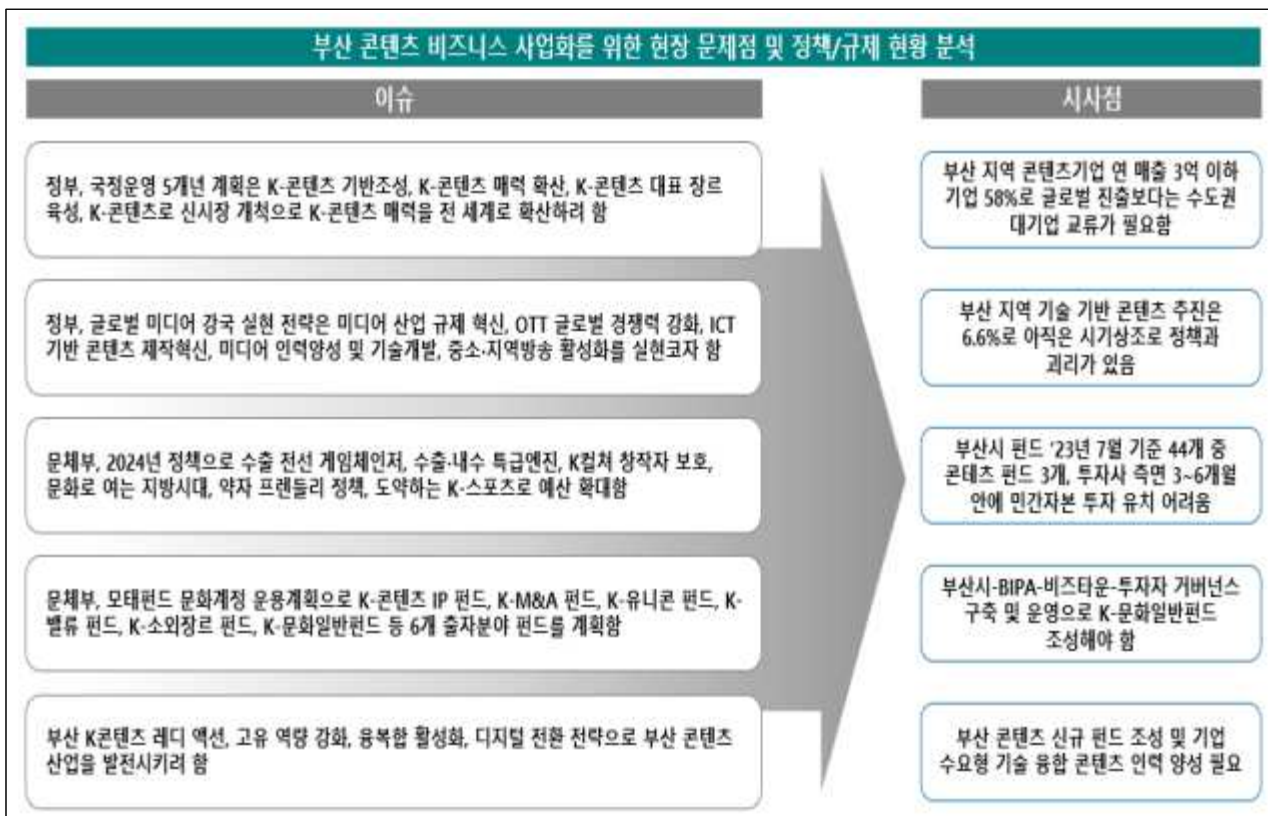 부산 콘텐츠 비즈니스 사업화를 위한 현장 문제점 및 정책/규제 현황 분석
이슈
시사점
정부, 국정운영 5개년 계획은 K-콘텐츠 기반조성, K-콘텐츠 매력 확산, K-콘텐츠 대표 장르
육성, K-콘텐츠로 신시장 개척으로 K-콘텐츠 매력을 전 세계로 확산하려 함
부산 지역 콘텐츠기업 연 매출 3억 이하
기업 58%로 글로벌 진출보다는 수도권
대기업 교류가 필요함
정부, 글로벌 미디어 강국 실현 전략은 미디어 산업 규제 혁신, OTT 글로벌 경쟁력 강화, ICT
기반 콘텐츠 제작혁신, 미디어 인력양성 및 기술개발, 중소·지역방송 활성화를 실현코자 함
부산 지역 기술 기반 콘텐츠 추진은
6.6%로 아직은 시기상조로 정책과
괴리가 있음
문체부, 2024년 정책으로 수출 전선 게임체인저, 수출·내수 특급엔진, K컬처 창작자 보호,
문화로 여는 지방시대, 약자 프렌들리 정책, 도약하는 K-스포츠로 예산 확대함
부산시 펀드 '23년 7월 기준 44개 중
콘테츠 펀드 3개, 투자사 측면 3~6개월
안에 민간자본 투자 유치 어려움
문체부, 모태펀드 문화계정 운용계획으로 K-콘텐츠 IP 펀드, K-M&A 펀드, K-유니콘 펀드, K-
밸류 펀드, K-소외장르 펀드, K-문화일반펀드 등 6개 출자분야 펀드를 계획함
부산시-BIPA-비즈타운-투자자 거버넌스
구축 및 운영으로 K-문화일반펀드
조성해야 함
부산 K콘텐츠 레디 액션, 고유 역량 강화, 융복합 활성화, 디지털 전환 전략으로 부산 콘텐츠
산업을 발전시키려 함
부산 콘텐츠 신규 펀드 조성 및 기업
수요형 기술 융합 콘텐츠 인력 양성 필요